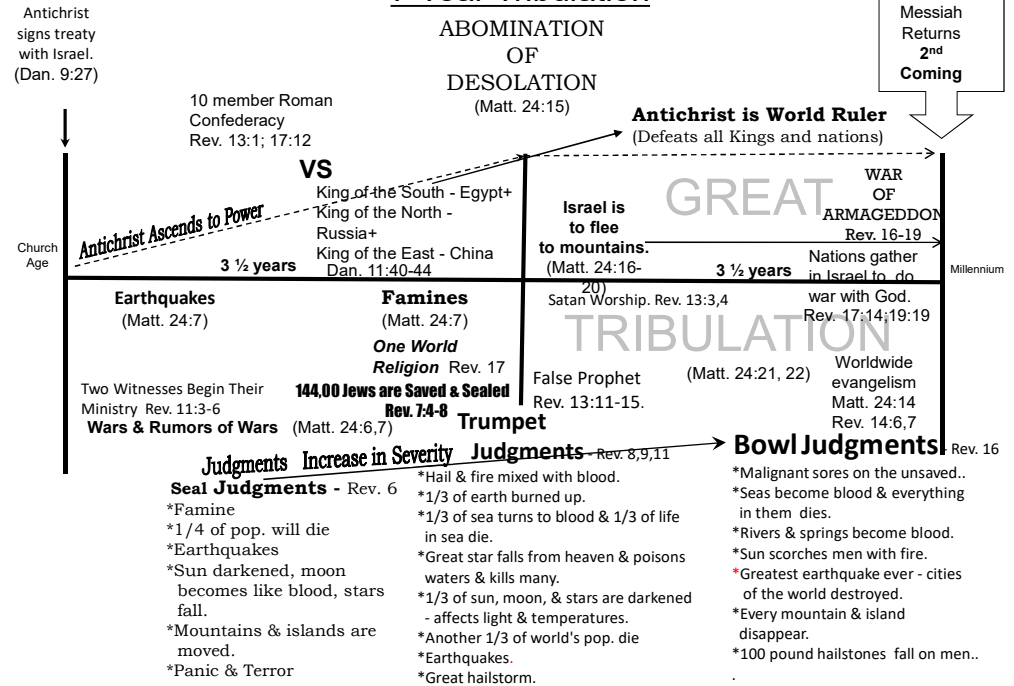 7 Year Tribulation
Antichrist
signs treaty
with Israel.
(Dan. 9:27)
ABOMINATION
OF
DESOLATION
(Matt. 24:15)
Messiah
Returns
2nd
Coming
10 member Roman
Confederacy
Rev. 13:1; 17:12
Antichrist is World Ruler
(Defeats all Kings and nations)
VS
King of the South - Egypt+
King of the North -
Russia+
King of the East - China
Dan. 11:40-44
Antichrist Ascends to Power
Church
Age
3 ½ years
Israel is
to flee
to mountains.
(Matt. 24:16-
20)
GREAT
WAR
OF
ARMAGEDDON
Rev. 16-19
3 ½ years
Nations gather
in Israel to do
war with God.
Rev. 17:14;19:19
Millennium
Earthquakes
(Matt. 24:7)
Famines
(Matt. 24:7)
One World
Religion Rev. 17
Satan Worship. Rev. 13:3,4
TRIBULATION
Two Witnesses Begin Their
Ministry Rev. 11:3-6
144,00 Jews are Saved & Sealed
Rev. 7:4-8
Wars & Rumors of Wars (Matt. 24:6,7)
False Prophet
Rev. 13:11-15.
(Matt. 24:21, 22)
Worldwide
evangelism
Matt. 24:14
Rev. 14:6,7
Judgments Increase in Severity
Seal Judgments - Rev. 6
*Famine
*1/4 of pop. will die
*Earthquakes
*Sun darkened, moon
becomes like blood, stars
fall.
*Mountains & islands are
moved.
*Panic & Terror
Trumpet
Judgments - Rev. 8,9,11
*Hail & fire mixed with blood.
*1/3 of earth burned up.
*1/3 of sea turns to blood & 1/3 of life
in sea die.
*Great star falls from heaven & poisons
waters & kills many.
*1/3 of sun, moon, & stars are darkened
- affects light & temperatures.
*Another 1/3 of world's pop. die
*Earthquakes.
*Great hailstorm.
Bowl Judgments - Rev. 16
*Malignant sores on the unsaved..
*Seas become blood & everything
in them dies.
*Rivers & springs become blood.
*Sun scorches men with fire.
*Greatest earthquake ever - cities
of the world destroyed.
*Every mountain & island
disappear.
*100 pound hailstones fall on men..
.